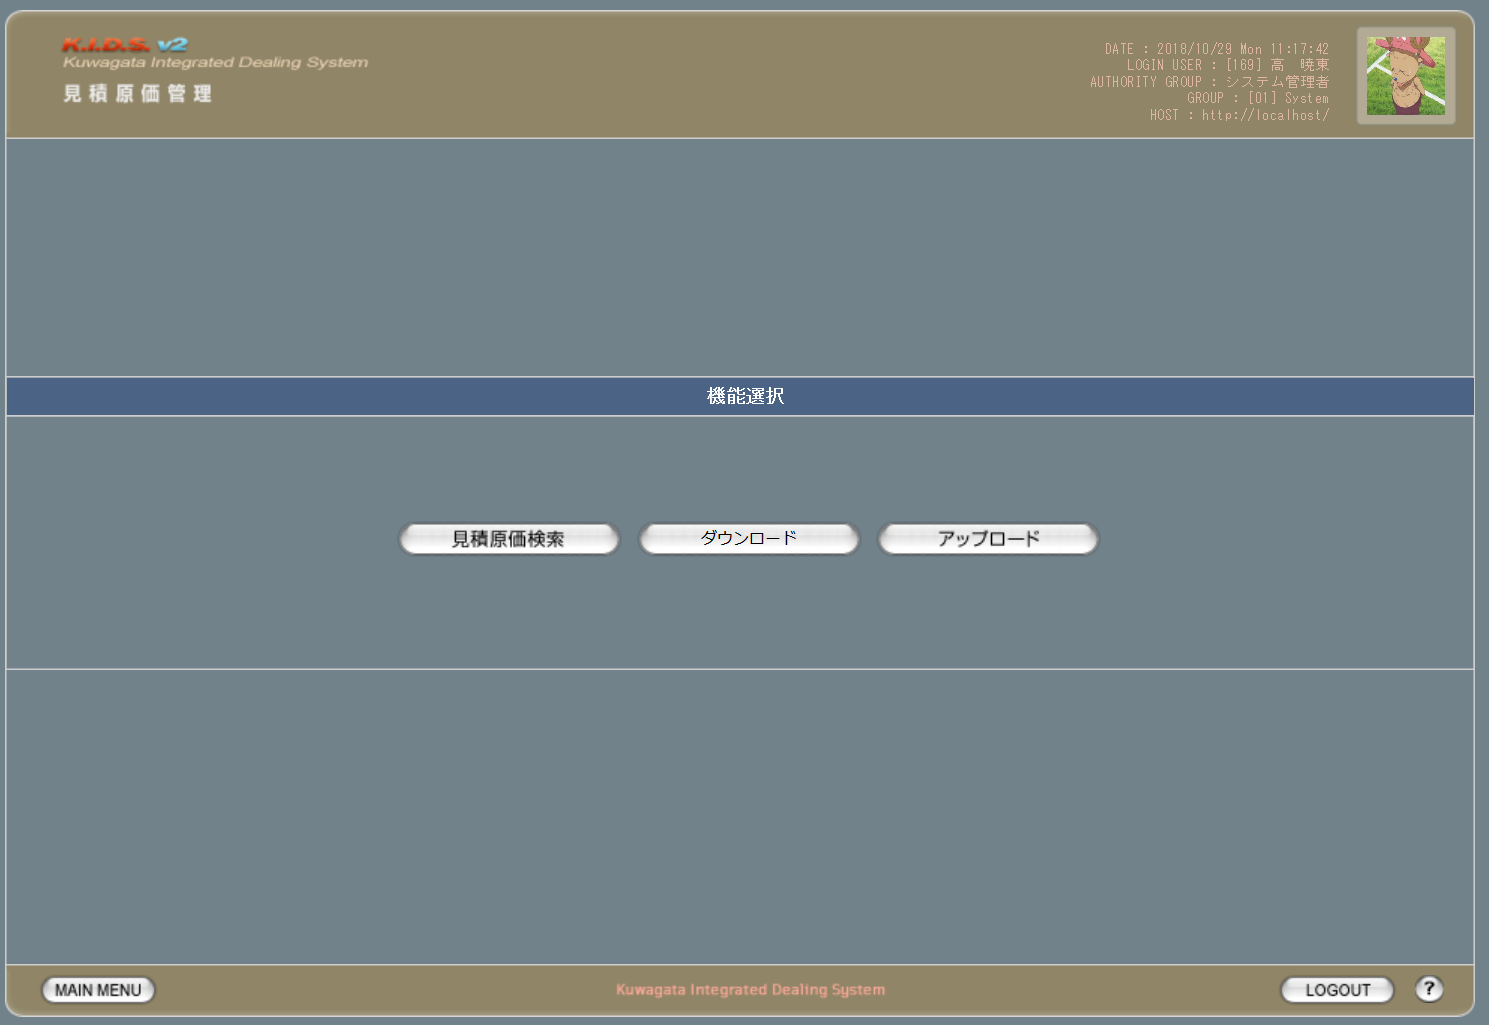 K.I.D.S. v2
Kuwagata Integrated Dealing System
見積原価管理
DATE : 2018/10/29 Mon 11:17:42
LOGIN USER : [169] 高　暁東
AUTHORITY GROUP : システム管理者
GROUP : [01] System
HOST : http://localhost/
機能選択
見積原価検索
ダウンロード
アップロード
MAIN MENU
Kuwagata Integrated Dealing System
LOGOUT
?